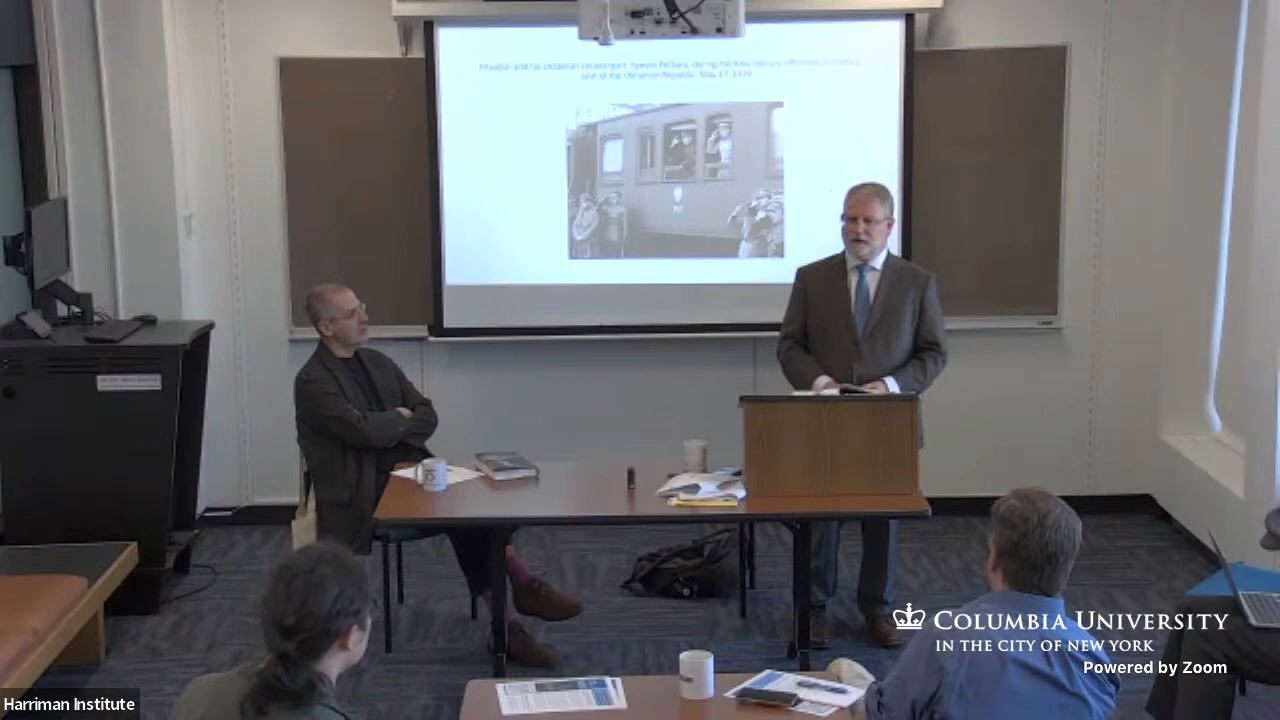 Pilsudski and his Ukrainian counterpart, Symon Petliura, during the Kiev military offensive,
seat of the Ukrainian Republic, May 17, 1920
COLUMBIA UNIVERSITY
IN THE CITY OF NEW YORK
Powered by Zoom
Harriman Institute